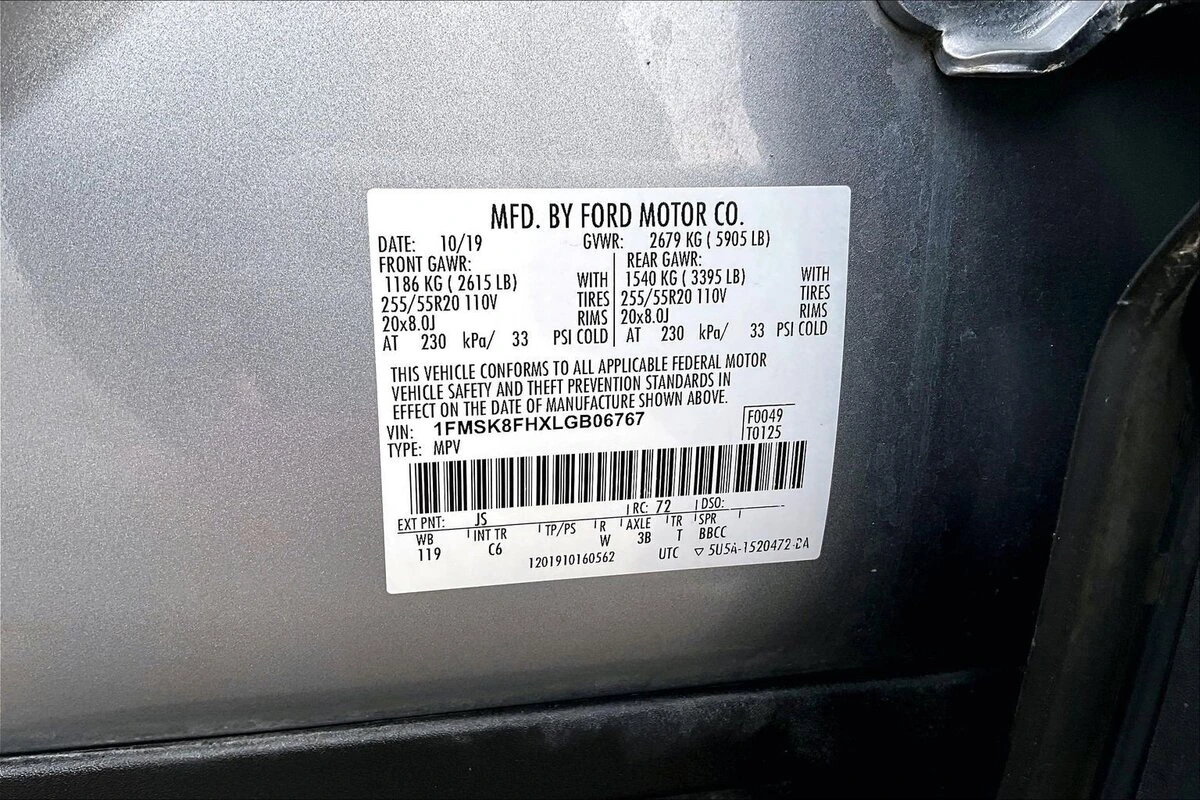 MFD. BY FORD MOTOR CO.
DATE: 10/19 GVWR: 2679 KG ( 5905 LB)
FRONT GAWR: REAR GAWR:
1186 KG ( 2615 LB) WITH 1540 KG ( 3395 LB) WITH
255/55R20 110V TIRES 255/55R20 110V TIRES
20x8.0J RIMS 20x8.0J RIMS
AT 230 kPa/ 33 PSI COLD AT 230 kPa/ 33 PSI COLD
THIS VEHICLE CONFORMS TO ALL APPLICABLE FEDERAL MOTOR
VEHICLE SAFETY AND THEFT PREVENTION STANDARDS IN
EFFECT ON THE DATE OF MANUFACTURE SHOWN ABOVE.
VIN: 1FMSK8FHXLGB06767 F0049
TYPE: MPV T0125
EXT PNT: JS RC: 72 DSO:
WB INT TR TP/PS R AXLE TR SPR
119 C6 W 3B T BBCC
1201910160562 UTC ▽ 5U5A-1520472-BA